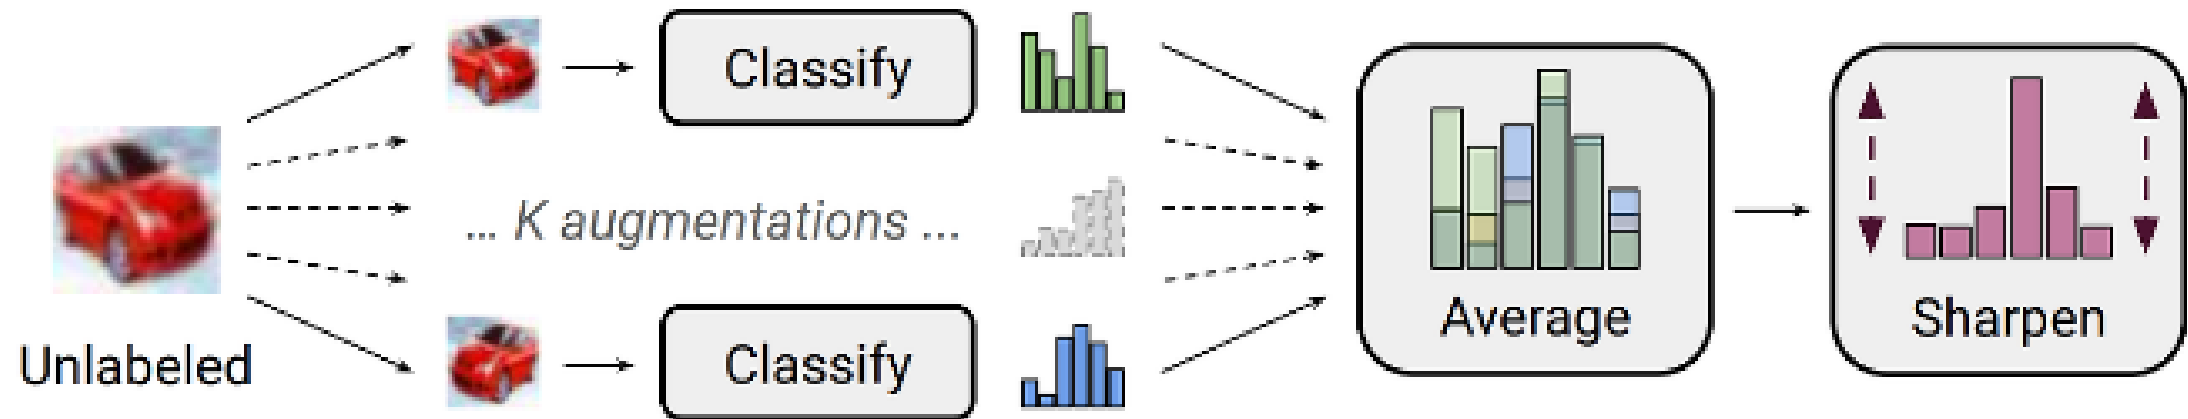 Unlabeled
Classify
... K augmentations ...
Classify
Average
Sharpen